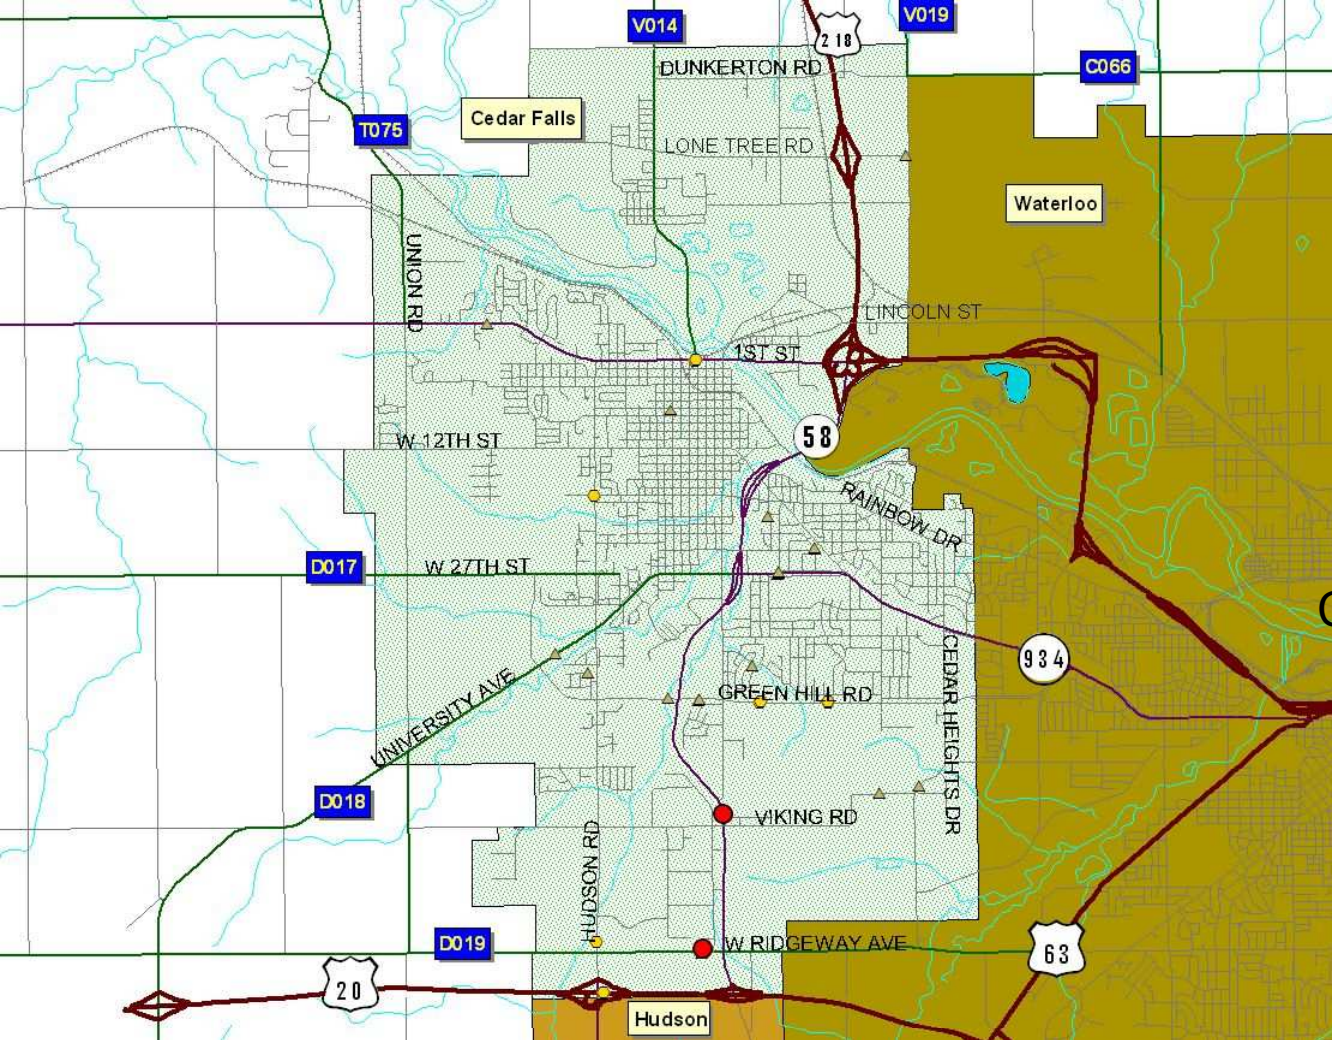 V014
V019
218
DUNKERTON RD
C066
Cedar Falls
T075
LONE TREE RD
Waterloo
UNION RD
LINCOLN ST
1ST ST
58
W 12TH ST
RAINBOW DR
D017
W 27TH ST
934
CEDAR HEIGHTS DR
UNIVERSITY AVE
GREEN HILL RD
D018
VIKING RD
HUDSON RD
D019
W RIDGEWAY AVE
63
20
Hudson